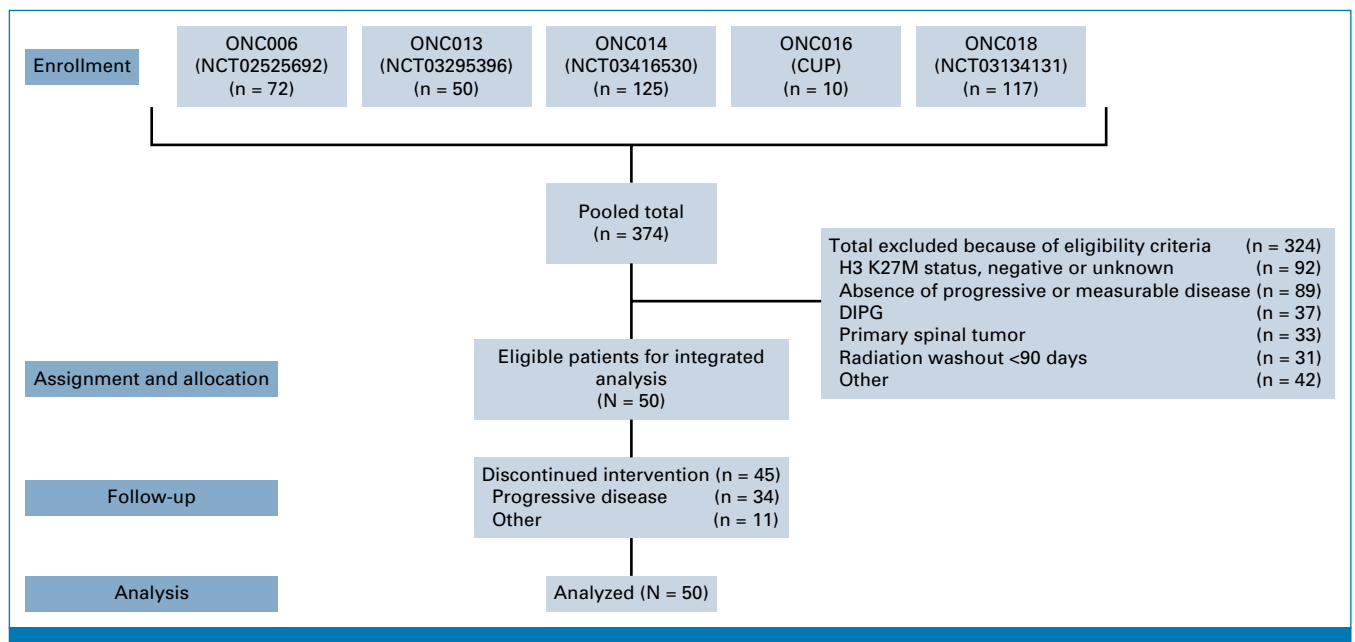 Enrollment
ONC006
(NCT02525692)
(n = 72)
ONC013
(NCT03295396)
(n = 50)
ONC014
(NCT03416530)
(n = 125)
ONC016
(CUP)
(n = 10)
ONC018
(NCT03134131)
(n = 117)
Pooled total
(n = 374)
Total excluded because of eligibility criteria (n = 324)
H3 K27M status, negative or unknown (n = 92)
Absence of progressive or measurable disease (n = 89)
DIPG (n = 37)
Primary spinal tumor (n = 33)
Radiation washout <90 days (n = 31)
Other (n = 42)
Assignment and allocation
Eligible patients for integrated
analysis
(N = 50)
Follow-up
Discontinued intervention (n = 45)
Progressive disease (n = 34)
Other (n = 11)
Analysis
Analyzed (N = 50)